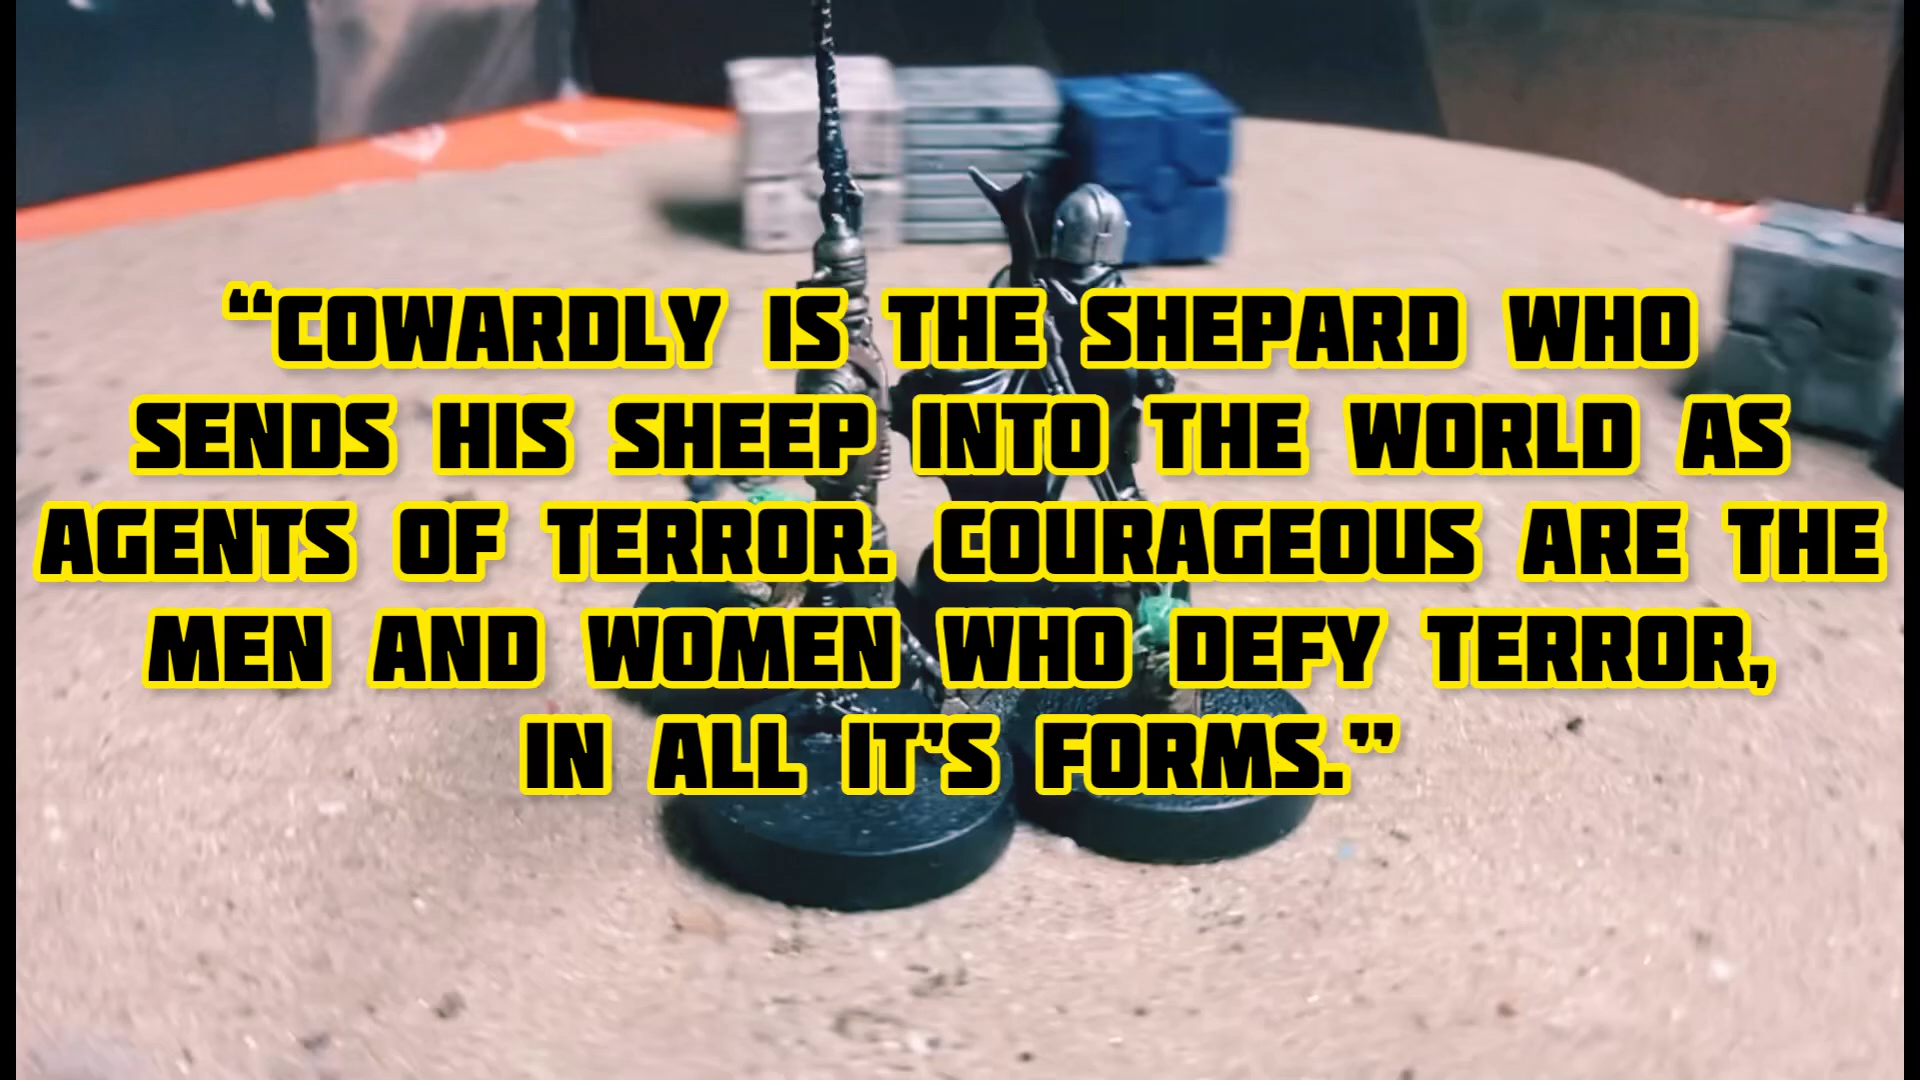 “COWARDLY IS THE SHEPARD WHO
SENDS HIS SHEEP INTO THE WORLD AS
AGENTS OF TERROR. COURAGEOUS ARE THE
MEN AND WOMEN WHO DEFY TERROR,
IN ALL IT’S FORMS.”